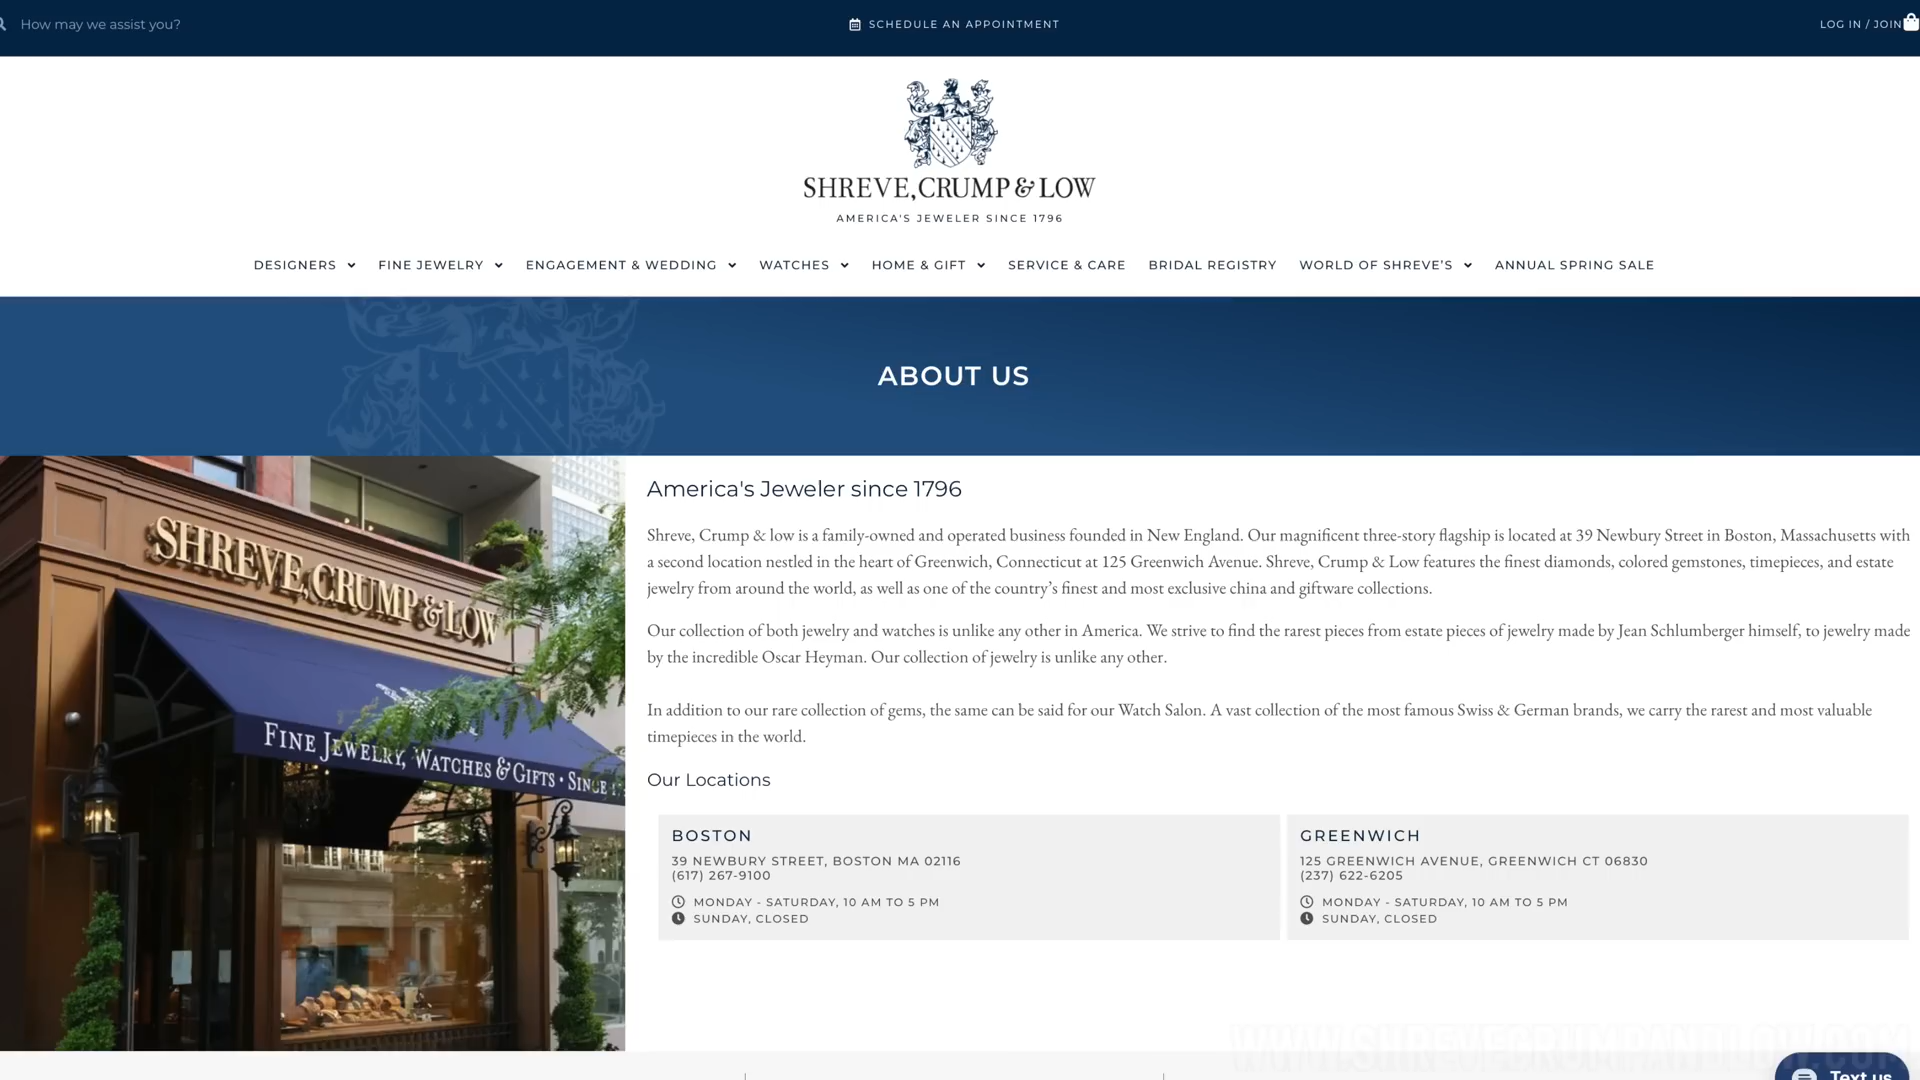 How may we assist you?
SCHEDULE AN APPOINTMENT
LOG IN / JOIN
SHREVE, CRUMP & LOW
AMERICA'S JEWELER SINCE 1796
DESIGNERS FINE JEWELRY ENGAGEMENT & WEDDING WATCHES HOME & GIFT SERVICE & CARE BRIDAL REGISTRY WORLD OF SHREVE'S ANNUAL SPRING SALE
ABOUT US
SHREVE, CRUMP & LOW
FINE JEWELRY, WATCHES & GIFTS • SINCE
America's Jeweler since 1796
Shreve, Crump & low is a family-owned and operated business founded in New England. Our magnificent three-story flagship is located at 39 Newbury Street in Boston, Massachusetts with
a second location nestled in the heart of Greenwich, Connecticut at 125 Greenwich Avenue. Shreve, Crump & Low features the finest diamonds, colored gemstones, timepieces, and estate
jewelry from around the world, as well as one of the country's finest and most exclusive china and giftware collections.
Our collection of both jewelry and watches is unlike any other in America. We strive to find the rarest pieces from estate pieces of jewelry made by Jean Schlumberger himself, to jewelry made
by the incredible Oscar Heyman. Our collection of jewelry is unlike any other.
In addition to our rare collection of gems, the same can be said for our Watch Salon. A vast collection of the most famous Swiss & German brands, we carry the rarest and most valuable
timepieces in the world.
Our Locations
BOSTON
39 NEWBURY STREET, BOSTON MA 02116
(617) 267-9100
MONDAY - SATURDAY, 10 AM TO 5 PM
SUNDAY, CLOSED
GREENWICH
125 GREENWICH AVENUE, GREENWICH CT 06830
(237) 622-6205
MONDAY - SATURDAY, 10 AM TO 5 PM
SUNDAY, CLOSED
WWW.SHREVECRUMPANDLOW.COM
Text us